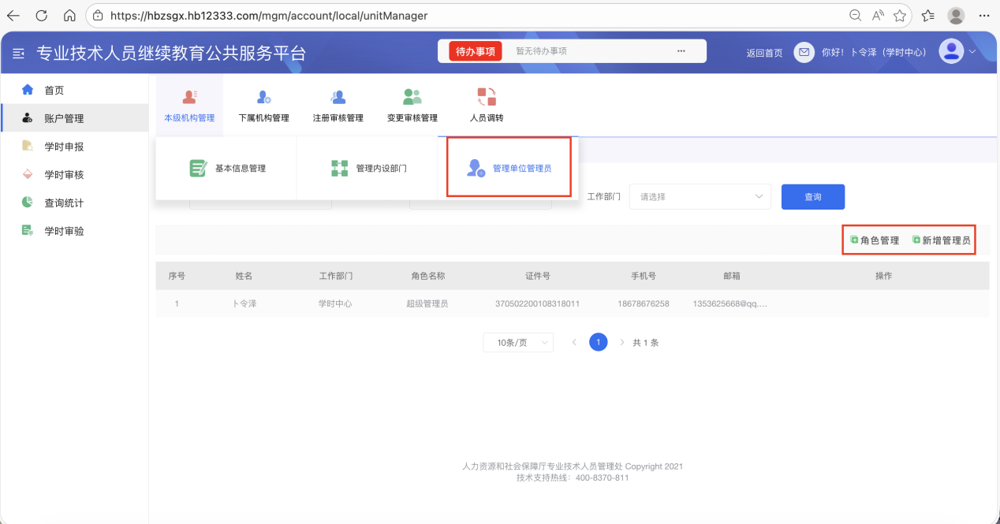 https://hbzsgx.hb12333.com/mgm/account/local/unitManager
专业技术人员继续教育公共服务平台
待办事项 暂无待办事项 ...
返回首页 你好！卜令泽（学时中心）
首页
账户管理
学时申报
学时审核
查询统计
学时审验
本级机构管理 下属机构管理 注册审核管理 变更审核管理 人员调转
基本信息管理 管理内设部门 管理单位管理员
工作部门 请选择 查询
角色管理 新增管理员
序号 姓名 工作部门 角色名称 证件号 手机号 邮箱 操作
1 卜令泽 学时中心 超级管理员 370502200108318011 18678676258 1353625668@qq....
10条/页 1 共 1 条
人力资源和社会保障厅专业技术人员管理处 Copyright 2021
技术支持热线：400-8370-811